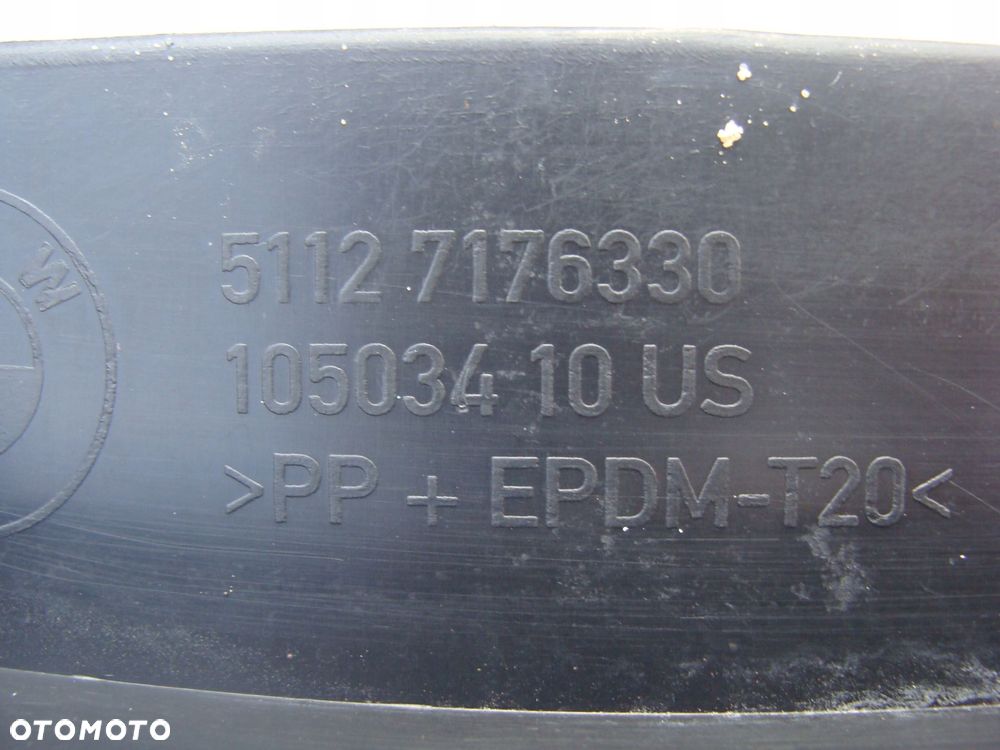 W
5112 7176330
105034 10 US
>PP + EPDM-T20<
OTOMOTO